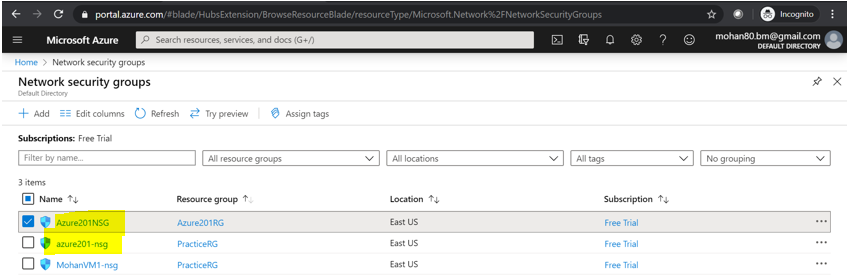 portal.azure.com/#blade/HubsExtension/BrowseResourceBlade/resourceType/Microsoft.Network%2FNetworkSecurityGroups
Incognito
Microsoft Azure
Search resources, services, and docs (G+/)
mohan80.bm@gmail.com
DEFAULT DIRECTORY
Home > Network security groups
Network security groups
Default Directory
Add Edit columns Refresh Try preview Assign tags
Subscriptions: Free Trial
Filter by name... All resource groups All locations All tags No grouping
3 items
Name Resource group Location Subscription
Azure201NSG Azure201RG East US Free Trial
azure201-nsg PracticeRG East US Free Trial
MohanVM1-nsg PracticeRG East US Free Trial